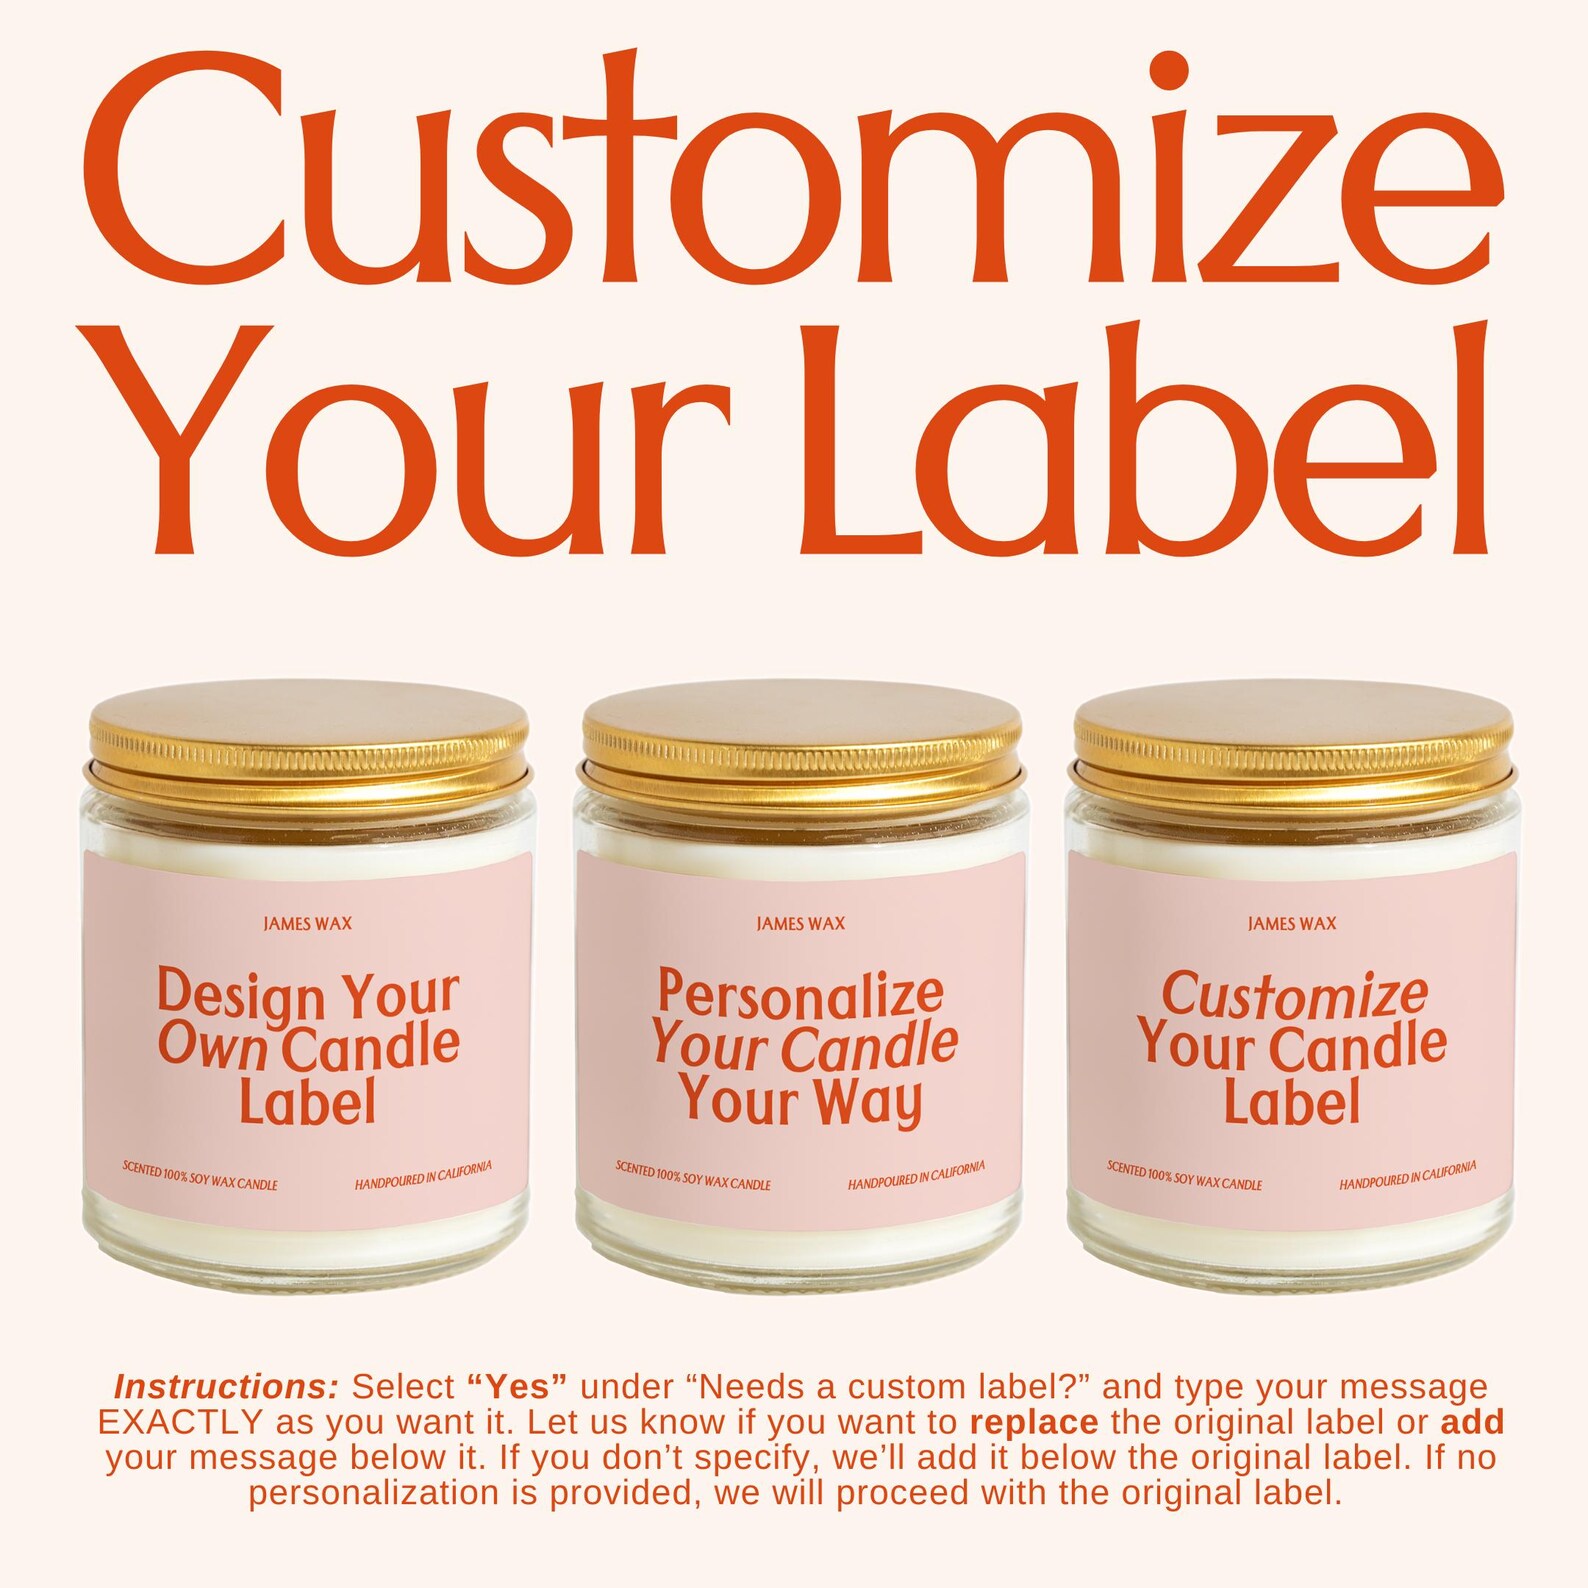 Customize
Your Label
JAMES WAX
Design Your
Own Candle
Label
SCENTED 100% SOY WAX CANDLE
HANDPOURED IN CALIFORNIA
JAMES WAX
Personalize
Your Candle
Your Way
SCENTED 100% SOY WAX CANDLE
HANDPOURED IN CALIFORNIA
JAMES WAX
Customize
Your Candle
Label
SCENTED 100% SOY WAX CANDLE
HANDPOURED IN CALIFORNIA
Instructions: Select “Yes” under “Needs a custom label?” and type your message
EXACTLY as you want it. Let us know if you want to replace the original label or add
your message below it. If you don’t specify, we’ll add it below the original label. If no
personalization is provided, we will proceed with the original label.